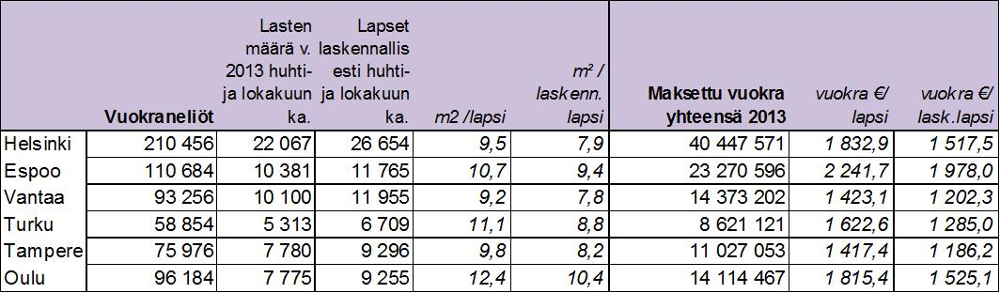 Vuokraneliöt | Lasten määrä v. 2013 huhti- ja lokakuun ka. | Lapset laskennallis esti huhti- ja lokakuun ka. | m2 /lapsi | m² / laskenn. lapsi | Maksettu vuokra yhteensä 2013 | vuokra €/ lapsi | vuokra €/ lask.lapsi
Helsinki | 210 456 | 22 067 | 26 654 | 9,5 | 7,9 | 40 447 571 | 1 832,9 | 1 517,5
Espoo | 110 684 | 10 381 | 11 765 | 10,7 | 9,4 | 23 270 596 | 2 241,7 | 1 978,0
Vantaa | 93 256 | 10 100 | 11 955 | 9,2 | 7,8 | 14 373 202 | 1 423,1 | 1 202,3
Turku | 58 854 | 5 313 | 6 709 | 11,1 | 8,8 | 8 621 121 | 1 622,6 | 1 285,0
Tampere | 75 976 | 7 780 | 9 296 | 9,8 | 8,2 | 11 027 053 | 1 417,4 | 1 186,2
Oulu | 96 184 | 7 775 | 9 255 | 12,4 | 10,4 | 14 114 467 | 1 815,4 | 1 525,1